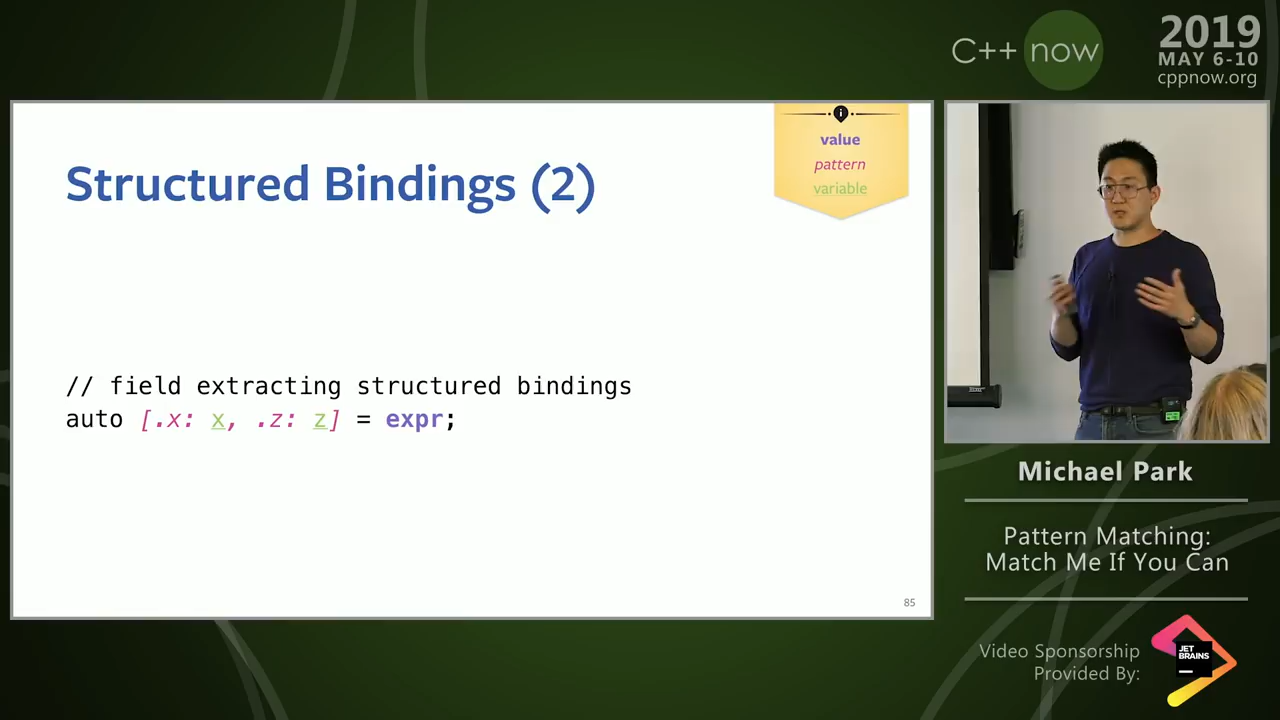 C++ now
2019
MAY 6-10
cppnow.org
value
pattern
variable
Structured Bindings (2)
// field extracting structured bindings
auto [.x: x, .z: z] = expr;
85
Michael Park
Pattern Matching:
Match Me If You Can
Video Sponsorship
Provided By:
JET
BRAINS